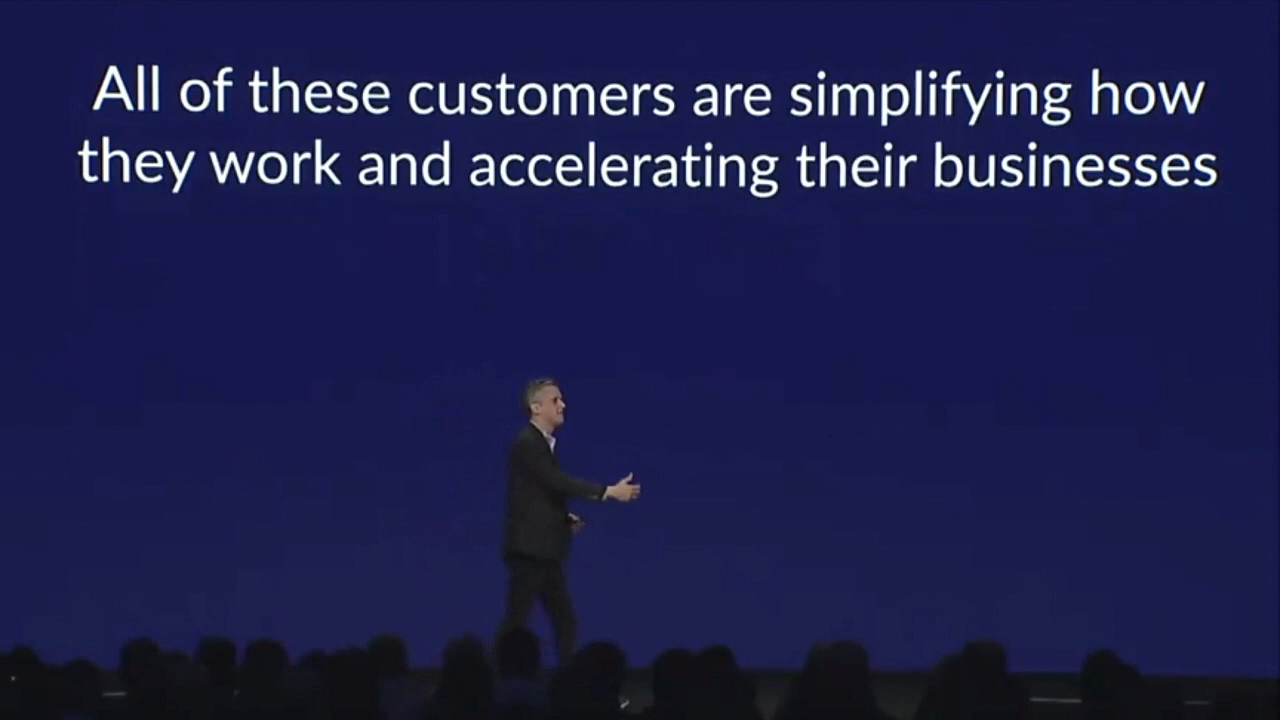 All of these customers are simplifying how
they work and accelerating their businesses